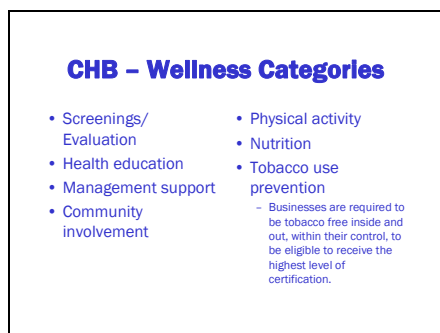 CHB – Wellness Categories
• Screenings/
Evaluation
• Health education
• Management support
• Community
involvement
• Physical activity
• Nutrition
• Tobacco use
prevention
– Businesses are required to
be tobacco free inside and
out, within their control, to
be eligible to receive the
highest level of
certification.